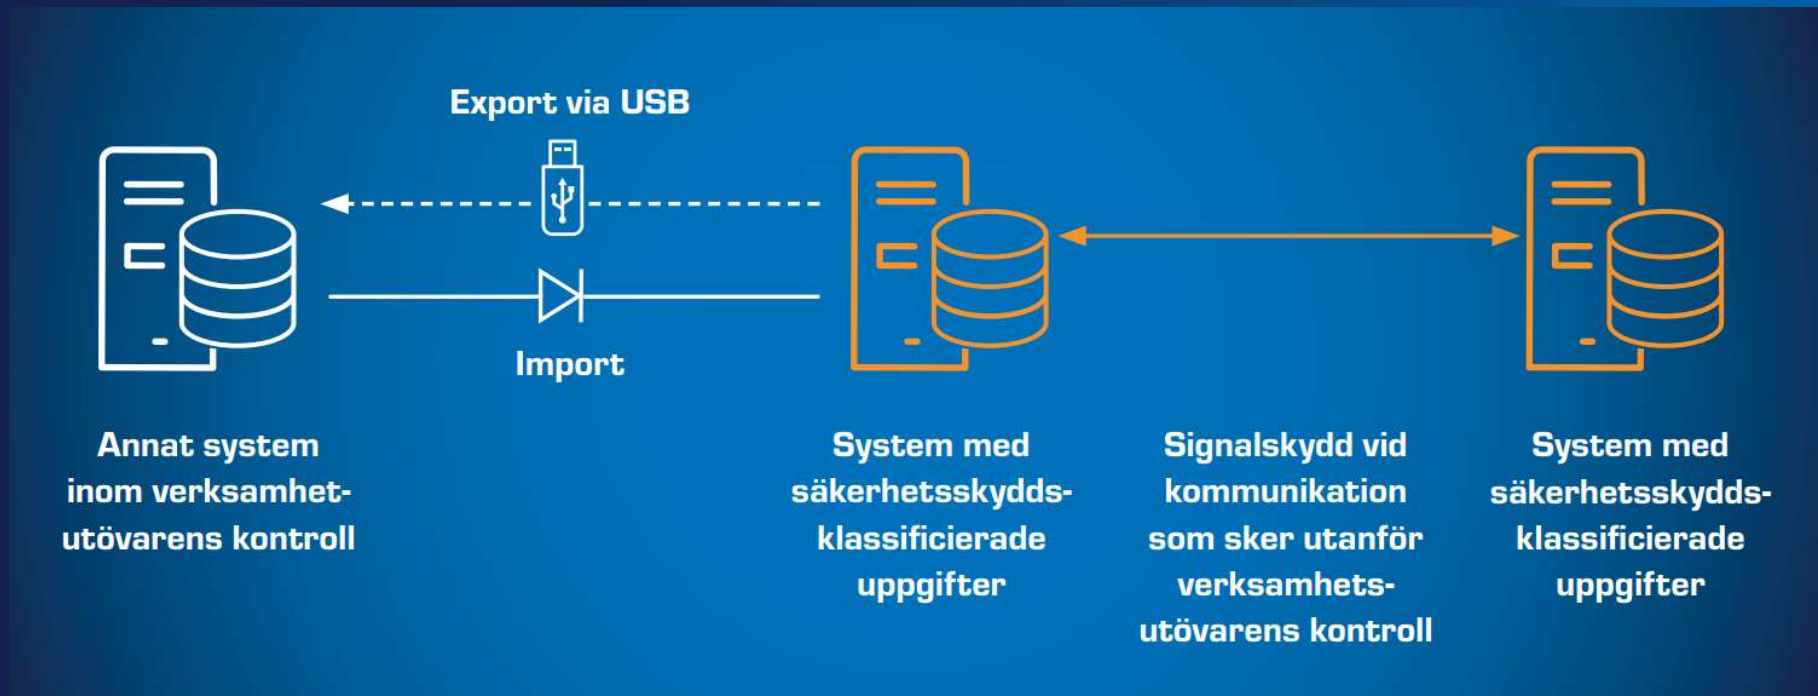 Export via USB
Import
Annat system
inom verksamhet-
utövarens kontroll
System med
säkerhetsskydds-
klassificierade
uppgifter
Signalskydd vid
kommunikation
som sker utanför
verksamhets-
utövarens kontroll
System med
säkerhetsskydds-
klassificierade
uppgifter